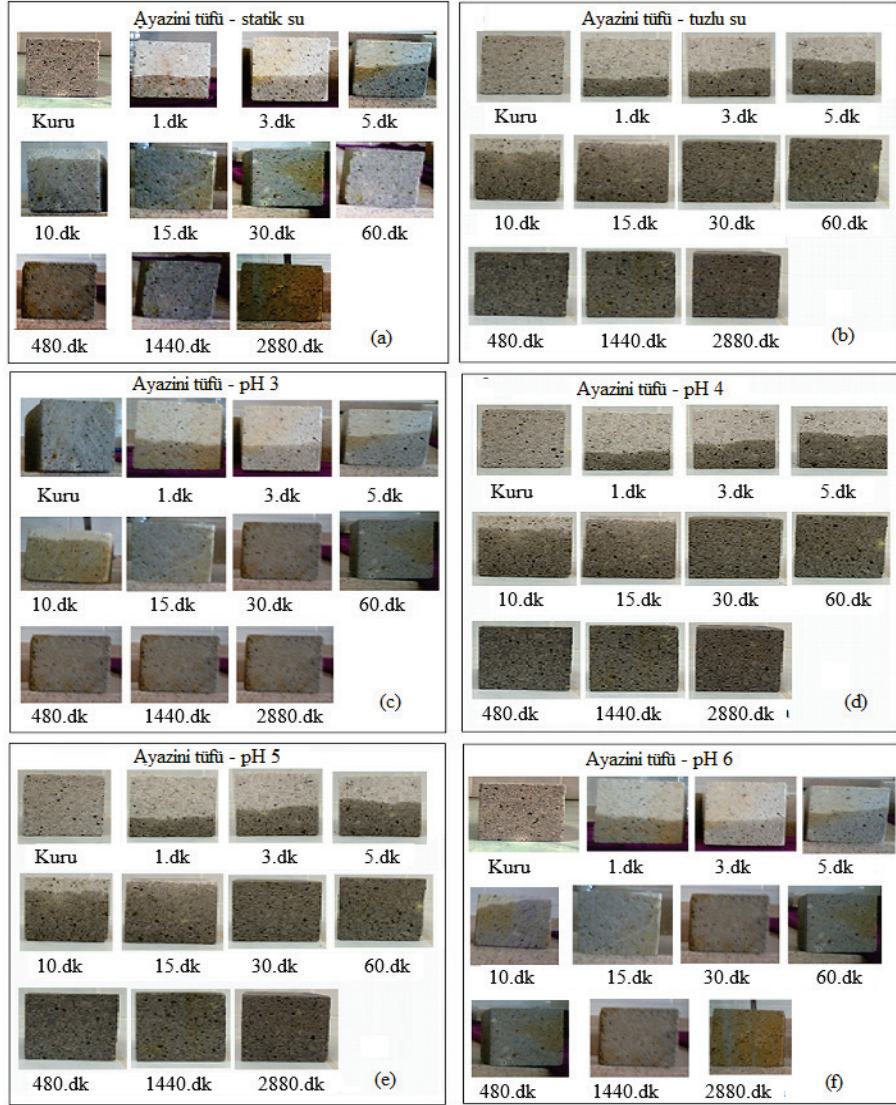 Ayazini tüfü - statik su
Kuru 1.dk 3.dk 5.dk
10.dk 15.dk 30.dk 60.dk
480.dk 1440.dk 2880.dk (a)
Ayazini tüfü - tuzlu su
Kuru 1.dk 3.dk 5.dk
10.dk 15.dk 30.dk 60.dk
480.dk 1440.dk 2880.dk (b)
Ayazini tüfü - pH 3
Kuru 1.dk 3.dk 5.dk
10.dk 15.dk 30.dk 60.dk
480.dk 1440.dk 2880.dk (c)
Ayazini tüfü - pH 4
Kuru 1.dk 3.dk 5.dk
10.dk 15.dk 30.dk 60.dk
480.dk 1440.dk 2880.dk (d)
Ayazini tüfü - pH 5
Kuru 1.dk 3.dk 5.dk
10.dk 15.dk 30.dk 60.dk
480.dk 1440.dk 2880.dk (e)
Ayazini tüfü - pH 6
Kuru 1.dk 3.dk 5.dk
10.dk 15.dk 30.dk 60.dk
480.dk 1440.dk 2880.dk (f)